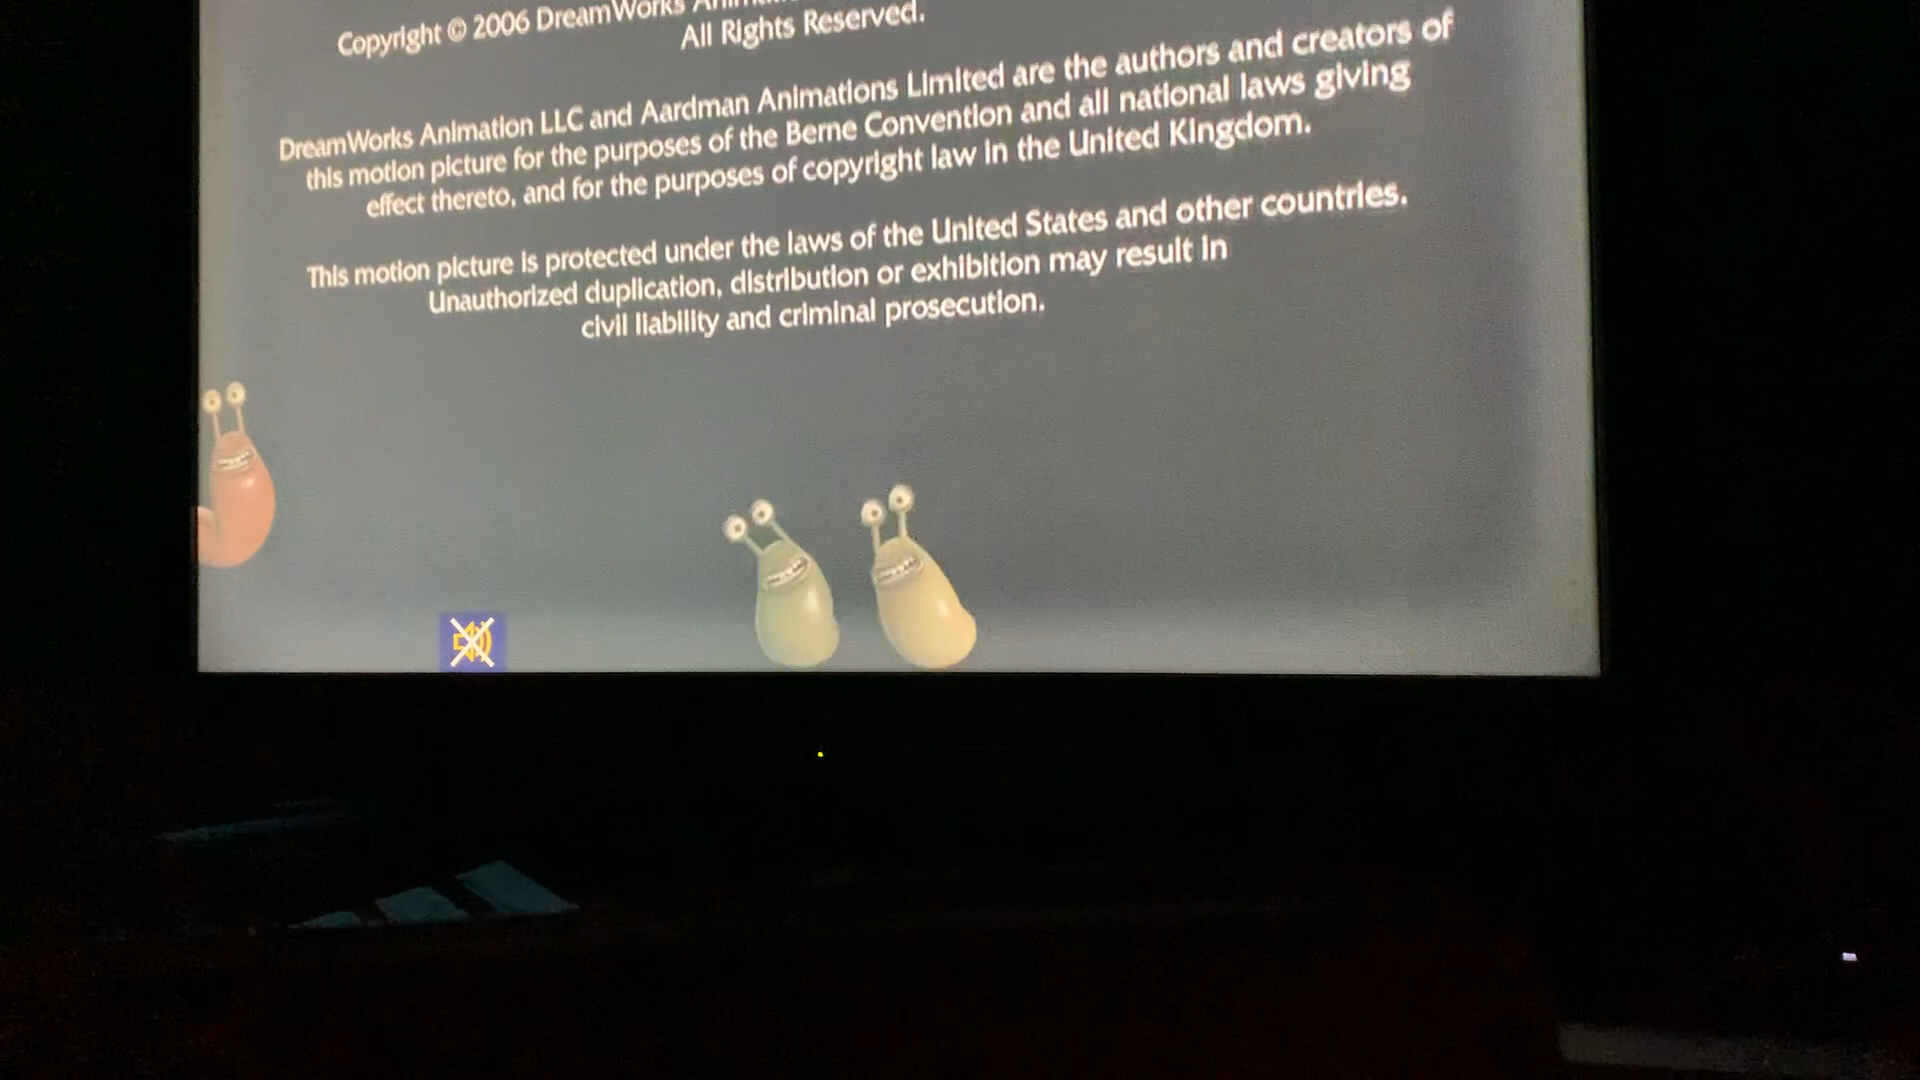 Copyright © 2006 DreamWorks
All Rights Reserved.
DreamWorks Animation LLC and Aardman Animations Limited are the authors and creators of
this motion picture for the purposes of the Berne Convention and all national laws giving
effect thereto, and for the purposes of copyright law in the United Kingdom.
This motion picture is protected under the laws of the United States and other countries.
Unauthorized duplication, distribution or exhibition may result in
civil liability and criminal prosecution.